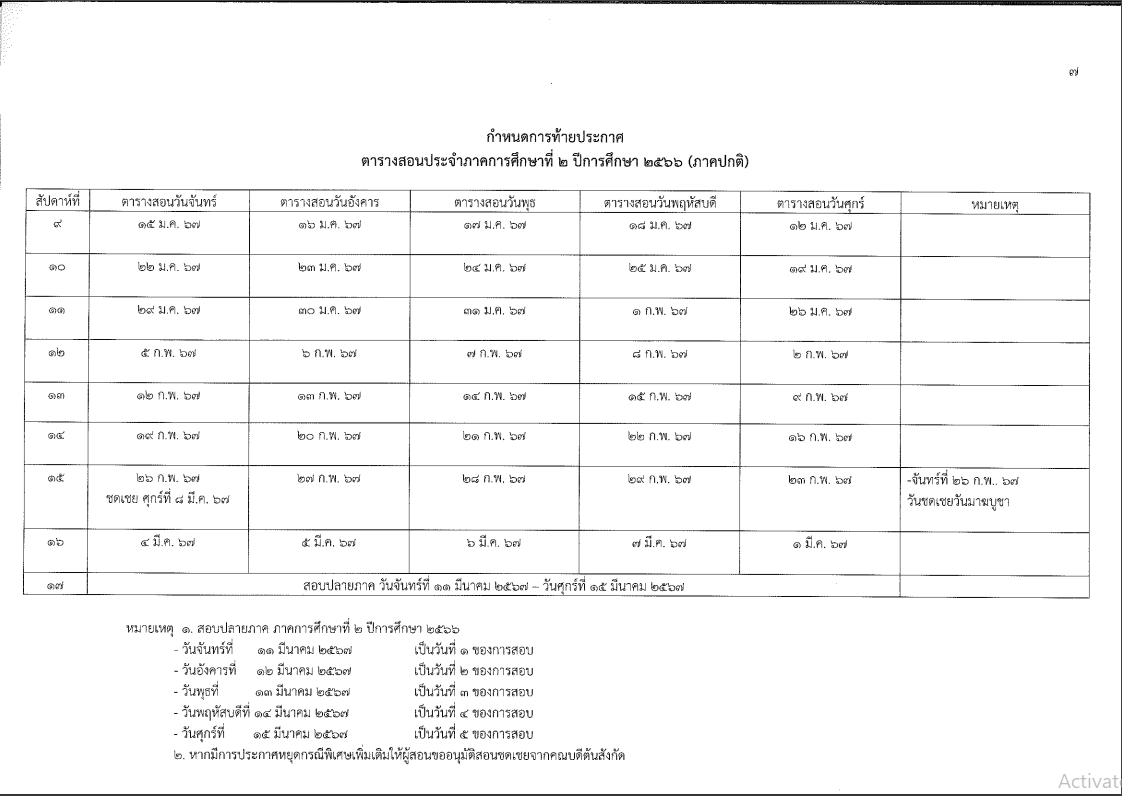 ๗
กำหนดการท้ายประกาศ
ตารางสอนประจำภาคการศึกษาที่ ๒ ปีการศึกษา ๒๕๖๖ (ภาคปกติ)
สัปดาห์ที่ ตารางสอนวันจันทร์ ตารางสอนวันอังคาร ตารางสอนวันพุธ ตารางสอนวันพฤหัสบดี ตารางสอนวันศุกร์ หมายเหตุ
๙ ๑๕ ม.ค. ๖๗ ๑๖ ม.ค. ๖๗ ๑๗ ม.ค. ๖๗ ๑๘ ม.ค. ๖๗ ๑๒ ม.ค. ๖๗
๑๐ ๒๒ ม.ค. ๖๗ ๒๓ ม.ค. ๖๗ ๒๔ ม.ค. ๖๗ ๒๕ ม.ค. ๖๗ ๑๙ ม.ค. ๖๗
๑๑ ๒๙ ม.ค. ๖๗ ๓๐ ม.ค. ๖๗ ๓๑ ม.ค. ๖๗ ๑ ก.พ. ๖๗ ๒๖ ม.ค. ๖๗
๑๒ ๕ ก.พ. ๖๗ ๖ ก.พ. ๖๗ ๗ ก.พ. ๖๗ ๘ ก.พ. ๖๗ ๒ ก.พ. ๖๗
๑๓ ๑๒ ก.พ. ๖๗ ๑๓ ก.พ. ๖๗ ๑๔ ก.พ. ๖๗ ๑๕ ก.พ. ๖๗ ๙ ก.พ. ๖๗
๑๔ ๑๙ ก.พ. ๖๗ ๒๐ ก.พ. ๖๗ ๒๑ ก.พ. ๖๗ ๒๒ ก.พ. ๖๗ ๑๖ ก.พ. ๖๗
๑๕ ๒๖ ก.พ. ๖๗ ๒๗ ก.พ. ๖๗ ๒๘ ก.พ. ๖๗ ๒๙ ก.พ. ๖๗ ๒๓ ก.พ. ๖๗ -จันทร์ที่ ๒๖ ก.พ.. ๖๗
ชดเชย ศุกร์ที่ ๘ มี.ค. ๖๗ วันชดเชยวันมาฆบูชา
๑๖ ๔ มี.ค. ๖๗ ๕ มี.ค. ๖๗ ๖ มี.ค. ๖๗ ๗ มี.ค. ๖๗ ๑ มี.ค. ๖๗
๑๗ สอบปลายภาค วันจันทร์ที่ ๑๑ มีนาคม ๒๕๖๗ – วันศุกร์ที่ ๑๕ มีนาคม ๒๕๖๗
หมายเหตุ ๑. สอบปลายภาค ภาคการศึกษาที่ ๒ ปีการศึกษา ๒๕๖๖
- วันจันทร์ที่ ๑๑ มีนาคม ๒๕๖๗ เป็นวันที่ ๑ ของการสอบ
- วันอังคารที่ ๑๒ มีนาคม ๒๕๖๗ เป็นวันที่ ๒ ของการสอบ
- วันพุธที่ ๑๓ มีนาคม ๒๕๖๗ เป็นวันที่ ๓ ของการสอบ
- วันพฤหัสบดีที่ ๑๔ มีนาคม ๒๕๖๗ เป็นวันที่ ๔ ของการสอบ
- วันศุกร์ที่ ๑๕ มีนาคม ๒๕๖๗ เป็นวันที่ ๕ ของการสอบ
๒. หากมีการประกาศหยุดกรณีพิเศษเพิ่มเติมให้ผู้สอนขออนุมัติสอนชดเชยจากคณบดีต้นสังกัด
Activat